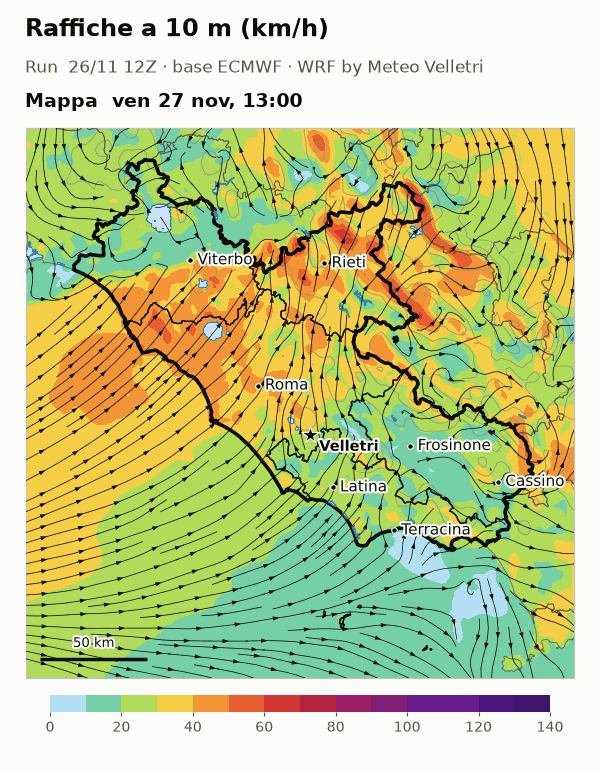 Raffiche a 10 m (km/h)
Run  26/11 12Z · base ECMWF · WRF by Meteo Velletri
Mappa  ven 27 nov, 13:00
Viterbo
Rieti
Roma
Velletri
Frosinone
Cassino
Latina
Terracina
50 km
0 20 40 60 80 100 120 140